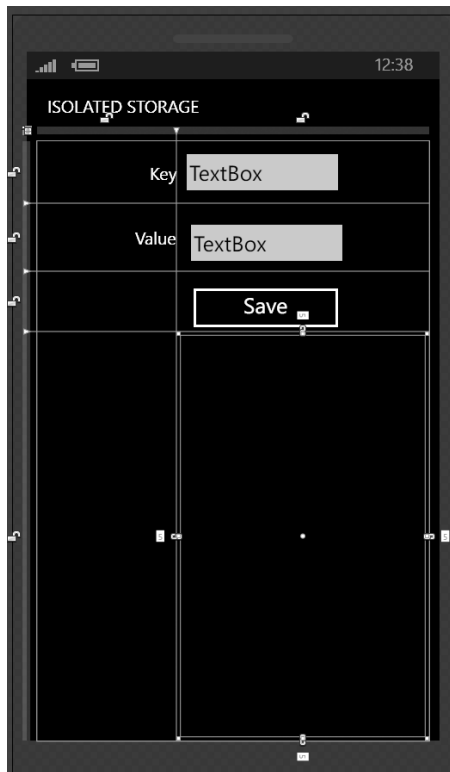 12:38
ISOLATED STORAGE
Key TextBox
Value TextBox
Save